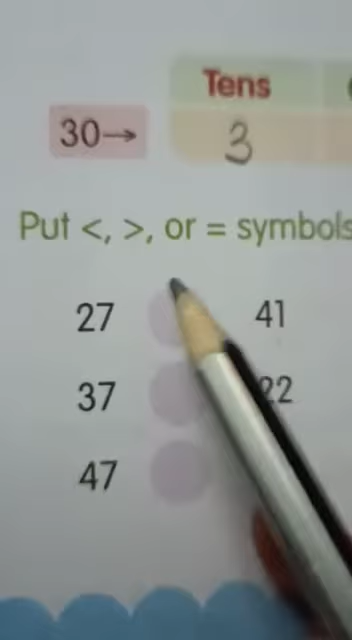 Tens
30→ 3
Put <, >, or = symbols
27 41
37 22
47